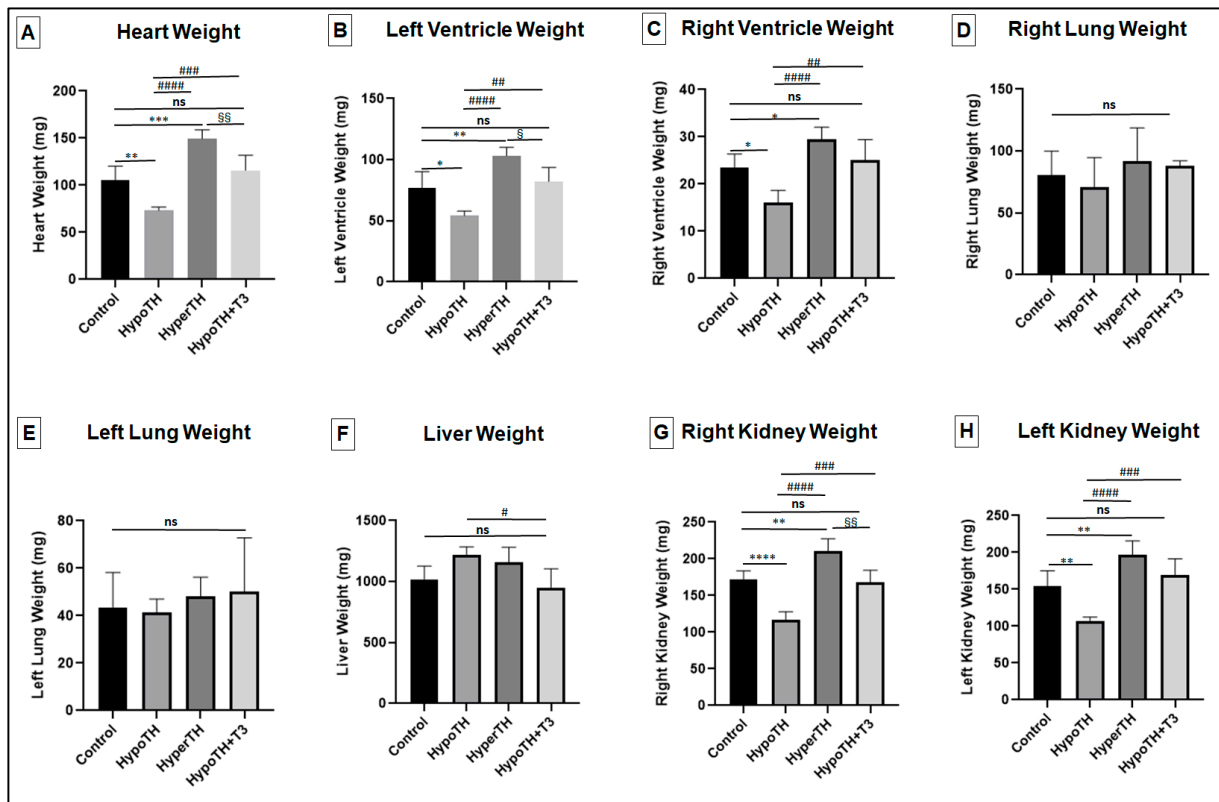 A
Heart Weight
###
####
ns
***
§§
**
Heart Weight (mg)
200
150
100
50
0
Control
HypoTH
HyperTH
HypoTH+T3
B
Left Ventricle Weight
##
####
ns
**
§
*
Left Ventricle Weight (mg)
150
100
50
0
Control
HypoTH
HyperTH
HypoTH+T3
C
Right Ventricle Weight
##
####
ns
*
*
Right Ventricle Weight (mg)
40
30
20
10
0
Control
HypoTH
HyperTH
HypoTH+T3
D
Right Lung Weight
ns
Right Lung Weight (mg)
150
100
50
0
Control
HypoTH
HyperTH
HypoTH+T3
E
Left Lung Weight
ns
Left Lung Weight (mg)
80
60
40
20
0
Control
HypoTH
HyperTH
HypoTH+T3
F
Liver Weight
#
ns
Liver Weight (mg)
1500
1000
500
0
Control
HypoTH
HyperTH
HypoTH+T3
G
Right Kidney Weight
###
####
ns
**
§§
****
Right Kidney Weight (mg)
250
200
150
100
50
0
Control
HypoTH
HyperTH
HypoTH+T3
H
Left Kidney Weight
###
####
ns
**
**
Left Kidney Weight (mg)
250
200
150
100
50
0
Control
HypoTH
HyperTH
HypoTH+T3